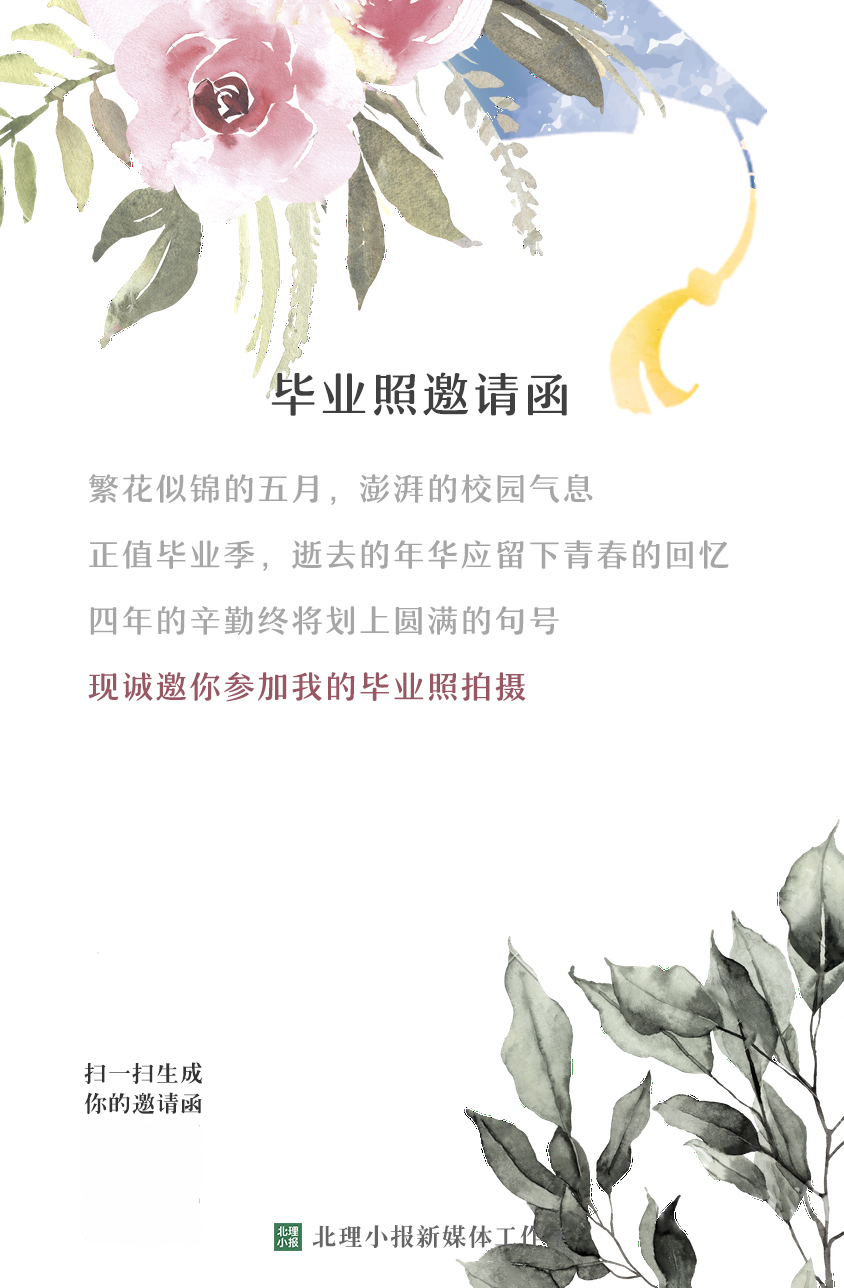 毕业照邀请函
繁花似锦的五月，澎湃的校园气息
正值毕业季，逝去的年华应留下青春的回忆
四年的辛勤终将划上圆满的句号
现诚邀你参加我的毕业照拍摄
扫一扫生成
你的邀请函
北理
小报
北理小报新媒体工作